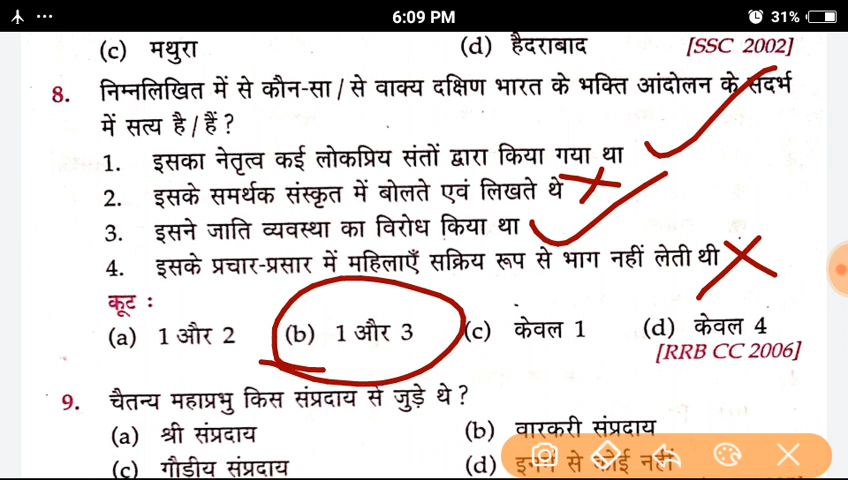 6:09 PM 31%
(c) मथुरा (d) हैदराबाद [SSC 2002]
8. निम्नलिखित में से कौन-सा / से वाक्य दक्षिण भारत के भक्ति आंदोलन के संदर्भ
में सत्य है / हैं ?
1. इसका नेतृत्व कई लोकप्रिय संतों द्वारा किया गया था
2. इसके समर्थक संस्कृत में बोलते एवं लिखते थे
3. इसने जाति व्यवस्था का विरोध किया था
4. इसके प्रचार-प्रसार में महिलाएँ सक्रिय रूप से भाग नहीं लेती थी
कूट :
(a) 1 और 2 (b) 1 और 3 (c) केवल 1 (d) केवल 4
[RRB CC 2006]
9. चैतन्य महाप्रभु किस संप्रदाय से जुड़े थे ?
(a) श्री संप्रदाय (b) वारकरी संप्रदाय
(c) गौडीय संप्रदाय (d) इनमें से कोई नहीं